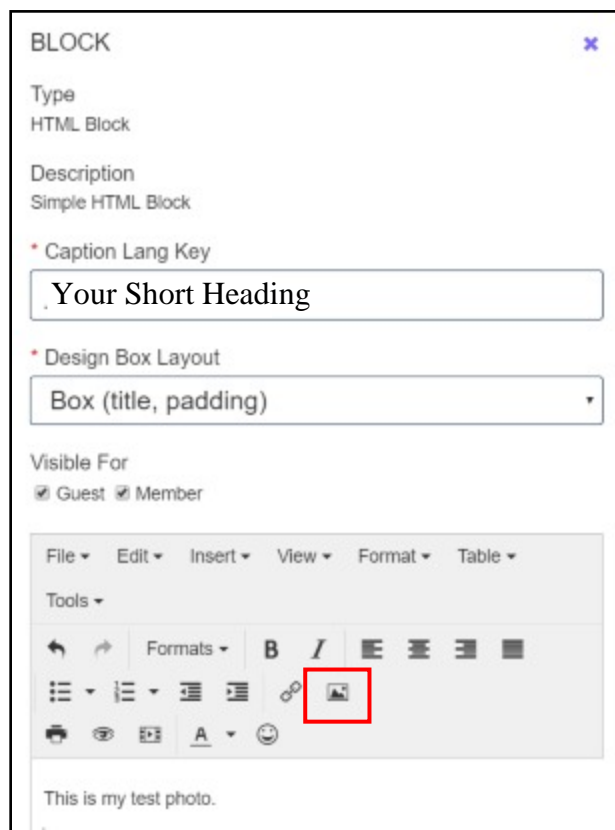 BLOCK
Type
HTML Block
Description
Simple HTML Block
* Caption Lang Key
Your Short Heading
* Design Box Layout
Box (title, padding)
Visible For
Guest Member
File Edit Insert View Format Table
Tools
Formats B I
A
This is my test photo.